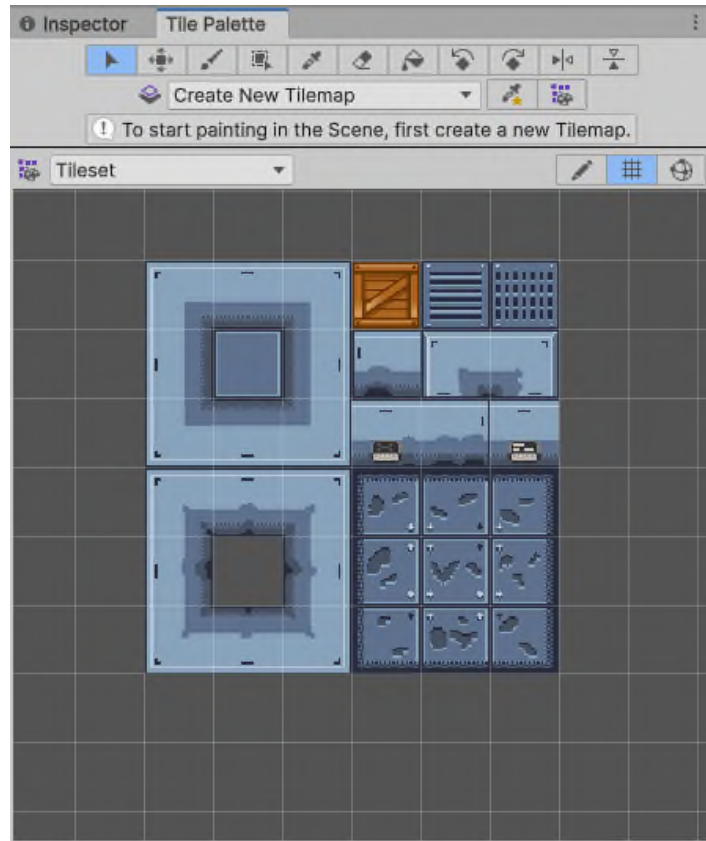 Inspector Tile Palette
Create New Tilemap
To start painting in the Scene, first create a new Tilemap.
Tileset